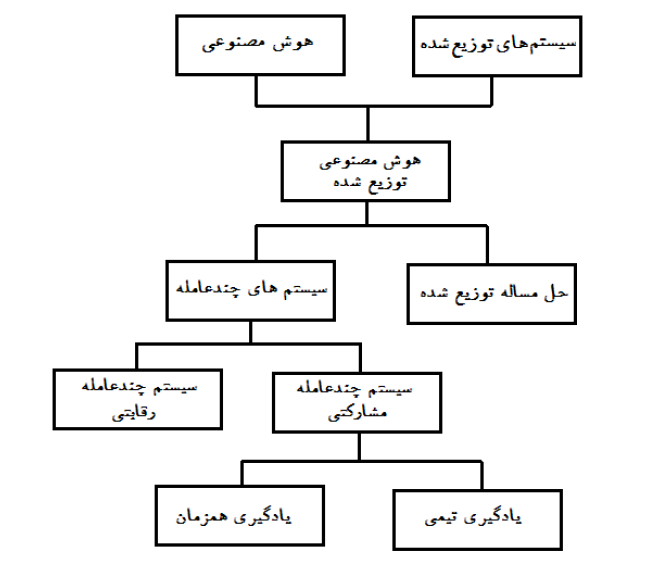 سیستم‌های توزیع شده
هوش مصنوعی
هوش مصنوعی
توزیع شده
حل مساله توزیع شده
سیستم های چندعامله
سیستم چندعامله
مشارکتی
سیستم چندعامله
رقابتی
یادگیری تیمی
یادگیری همزمان